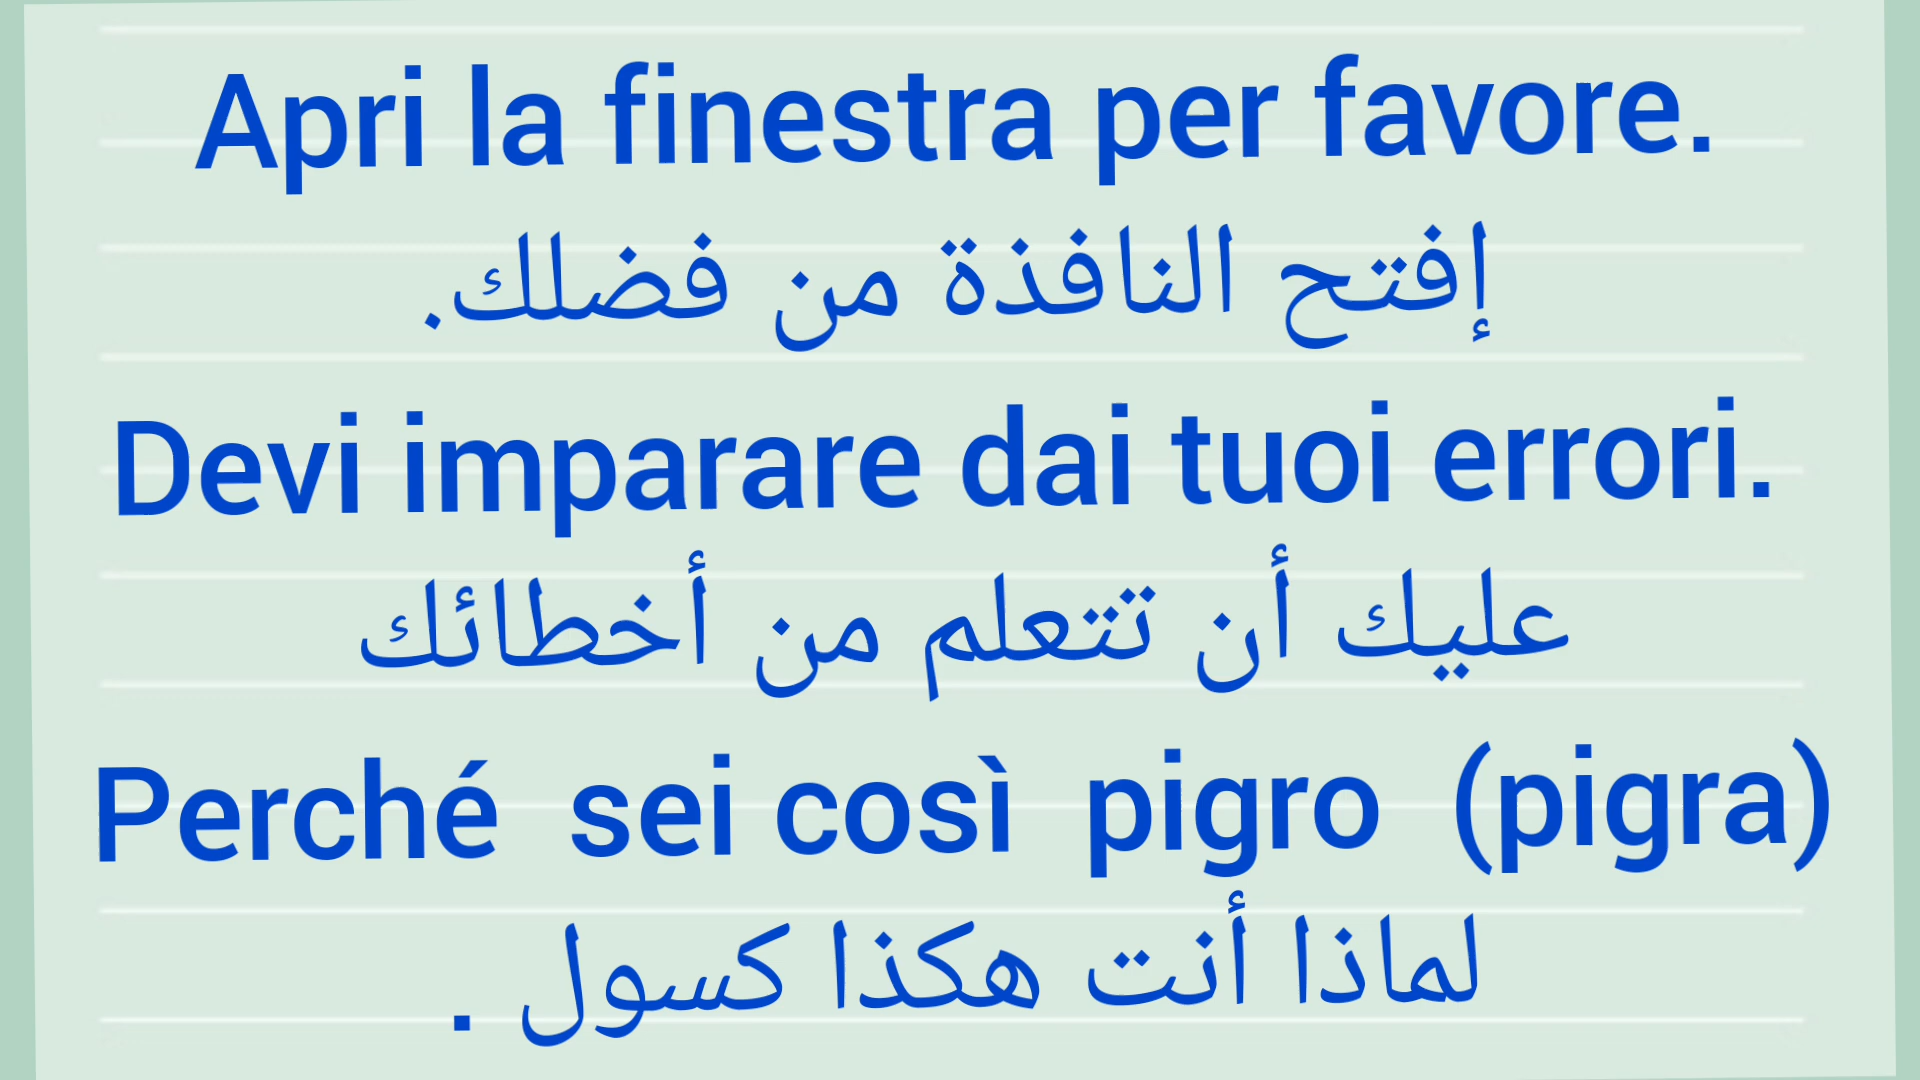 Apri la finestra per favore.
إفتح النافذة من فضلك.
Devi imparare dai tuoi errori.
عليك أن تتعلم من أخطائك
Perché sei così pigro (pigra)
لماذا أنت هكذا كسول .